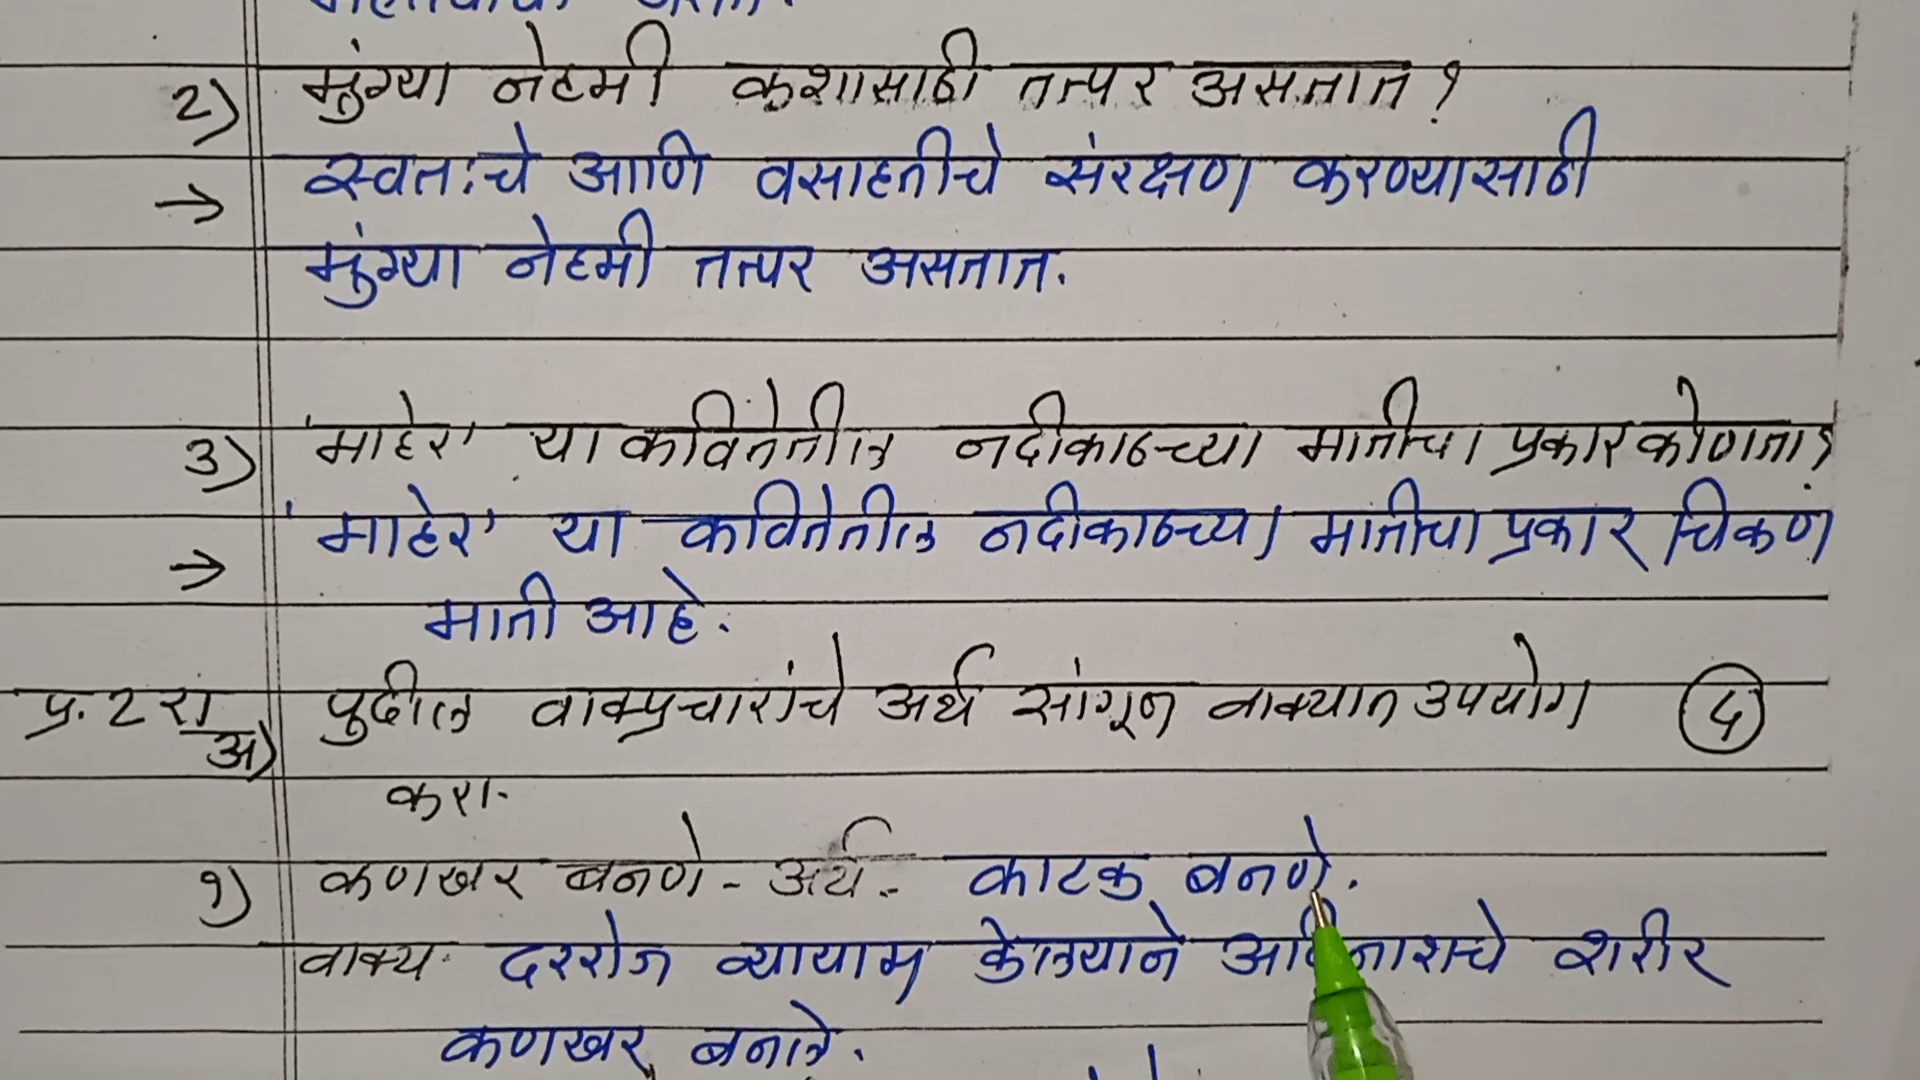 2) मुंग्या नेहमी कशासाठी तत्पर असतात ?
→ स्वतःचे आणि वसाहतीचे संरक्षण करण्यासाठी
मुंग्या नेहमी तत्पर असतात.
3) 'माहेर' या कवितेतील नदीकाठच्या मातीचा प्रकार कोणता ?
→ 'माहेर' या कवितेतील नदीकाठच्या मातीचा प्रकार चिकण
माती आहे.
प्र. 2 रा अ) पुढील वाक्प्रचारांचे अर्थ सांगून वाक्यात उपयोग
करा.
१) कणखर बनणे - अर्थ - काटक बनणे.
वाक्य - दररोज व्यायाम केल्याने अविनाशचे शरीर
कणखर बनले.